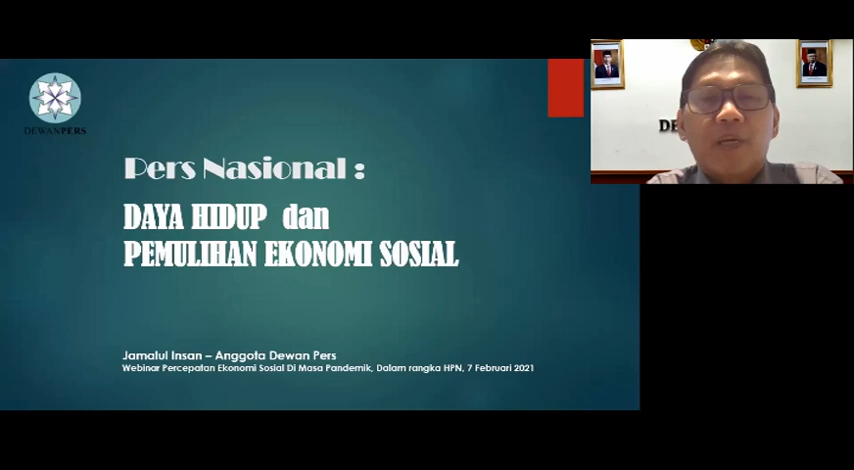 DEWANPERS
Pers Nasional :
DAYA HIDUP dan
PEMULIHAN EKONOMI SOSIAL
Jamalul Insan – Anggota Dewan Pers
Webinar Percepatan Ekonomi Sosial Di Masa Pandemik, Dalam rangka HPN, 7 Februari 2021